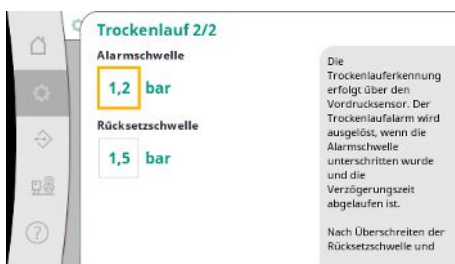 Trockenlauf 2/2
Alarmschwelle
1,2 bar
Rücksetzschwelle
1,5 bar
Die
Trockenlauferkennung
erfolgt über den
Vordrucksensor. Der
Trockenlaufalarm wird
ausgelöst, wenn die
Alarmschwelle
unterschritten wurde
und die
Verzögerungszeit
abgelaufen ist.
Nach Überschreiten der
Rücksetzschwelle und
?